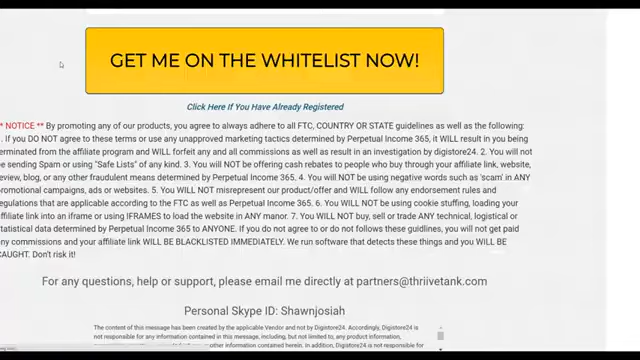 GET ME ON THE WHITELIST NOW!
Click Here If You Have Already Registered
* NOTICE ** By promoting any of our products, you agree to always adhere to all FTC, COUNTRY OR STATE guidelines as well as the following:
. If you DO NOT agree to these terms or use any unapproved marketing tactics determined by Perpetual Income 365, it WILL result in you being
erminated from the affiliate program and WILL forfeit any and all commissions as well as result in an investigation by digistore24. 2. You will not
e sending Spam or using "Safe Lists" of any kind. 3. You will NOT be offering cash rebates to people who buy through your affiliate link, website,
eview, blog, or any other fraudulent means determined by Perpetual Income 365. 4. You will NOT be using negative words such as 'scam' in ANY
romotional campaigns, ads or websites. 5. You WILL NOT misrepresent our product/offer and WILL follow any endorsement rules and
egulations that are applicable according to the FTC as well as Perpetual Income 365. 6. You will NOT be using cookie stuffing, loading your
ffiliate link into an iframe or using IFRAMES to load the website in ANY manor. 7. You WILL NOT buy, sell or trade ANY technical, logistical or
tatistical data determined by Perpetual Income 365 to ANYONE. If you do not agree or do not follow these guidlines, you will not get paid
ny commissions and your affiliate link WILL BE BLACKLISTED IMMEDIATELY. We run software that detects these things and you WILL BE
AUGHT. Don't risk it!
For any questions, help or support, please email me directly at partners@thriivetank.com
Personal Skype ID: Shawnjosiah
The content of this message has been created by the applicable Vendor and not by Digistore24. Accordingly, Digistore24 is
not responsible for any information contained in this message, including, but not limited to, any product information,
other information contained herein. In addition, Digistore24 is not responsible for